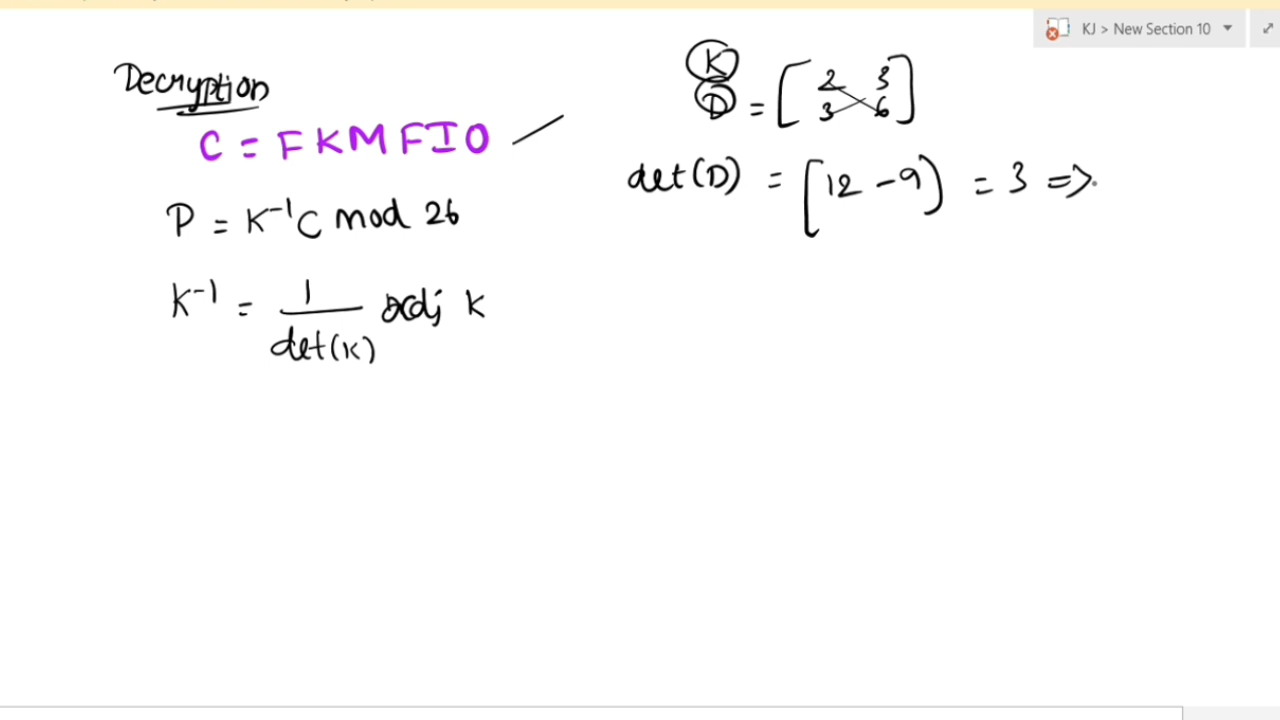 KJ > New Section 10
Decryption
C = FKMFIO
P = K⁻¹C mod 26
K⁻¹ = 1 / det(K) adj K
K
D = [2 3
3 6]
det(D) = [12 - 9) = 3 =>